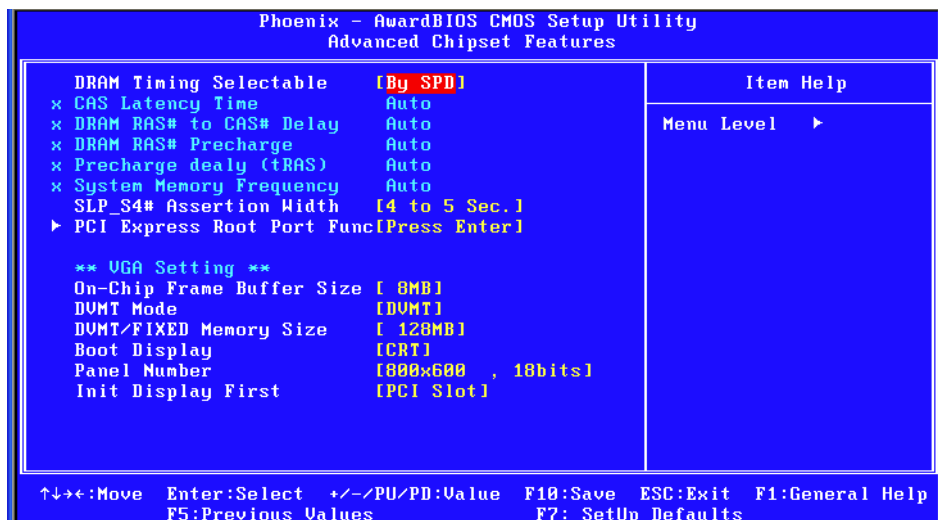 Phoenix - AwardBIOS CMOS Setup Utility
Advanced Chipset Features
DRAM Timing Selectable [By SPD]
x CAS Latency Time Auto
x DRAM RAS# to CAS# Delay Auto
x DRAM RAS# Precharge Auto
x Precharge dealy (tRAS) Auto
x System Memory Frequency Auto
SLP_S4# Assertion Width [4 to 5 Sec.]
► PCI Express Root Port Func[Press Enter]
** VGA Setting **
On-Chip Frame Buffer Size [ 8MB]
DVMT Mode [DVMT]
DVMT/FIXED Memory Size [ 128MB]
Boot Display [CRT]
Panel Number [800x600 , 18bits]
Init Display First [PCI Slot]
Item Help
Menu Level ►
↑↓→←:Move Enter:Select +/-/PU/PD:Value F10:Save ESC:Exit F1:General Help
F5:Previous Values F7: SetUp Defaults